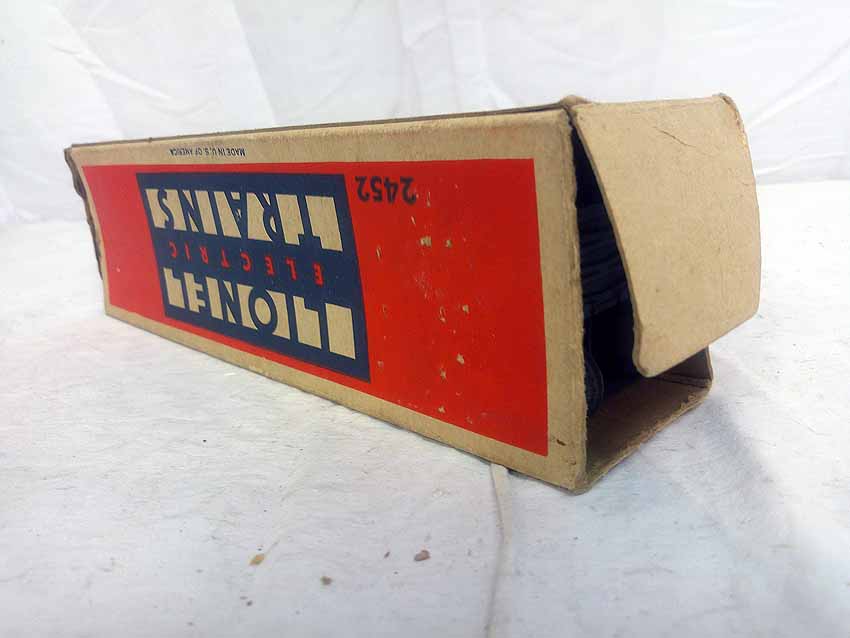 LIONEL
ELECTRIC
TRAINS
2452
MADE IN U. S. OF AMERICA